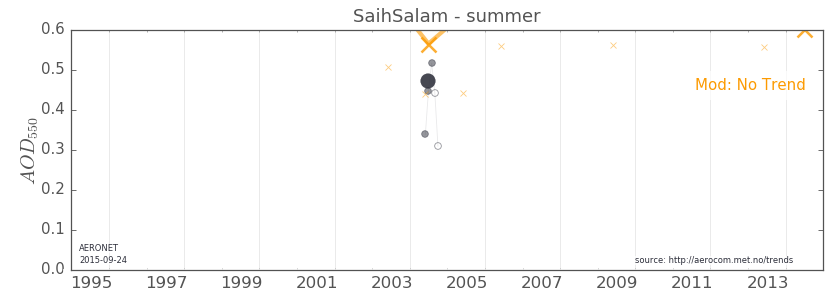 SaihSalam - summer
0.6
0.5
0.4
0.3
0.2
0.1
0.0
AOD550
Mod: No Trend
AERONET
2015-09-24
source: http://aerocom.met.no/trends
1995 1997 1999 2001 2003 2005 2007 2009 2011 2013